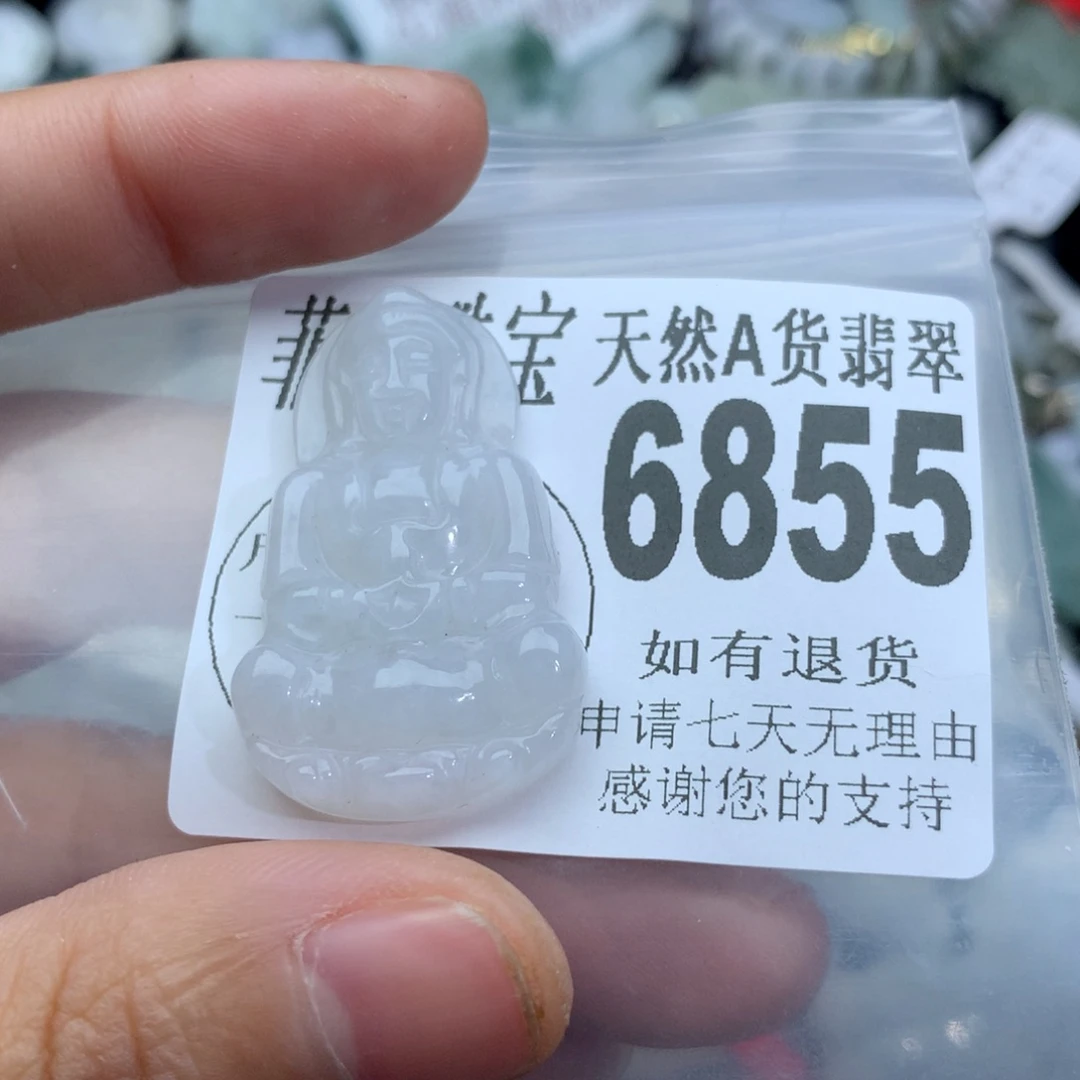 宝 天然A货翡翠
6855
如有退货
申请七天无理由
感谢您的支持